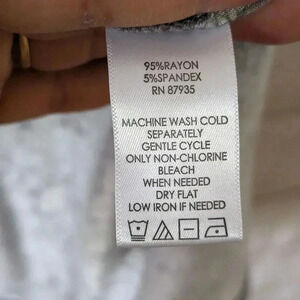 95%RAYON
5%SPANDEX
RN 87935
MACHINE WASH COLD
SEPARATELY
GENTLE CYCLE
ONLY NON-CHLORINE
BLEACH
WHEN NEEDED
DRY FLAT
LOW IRON IF NEEDED